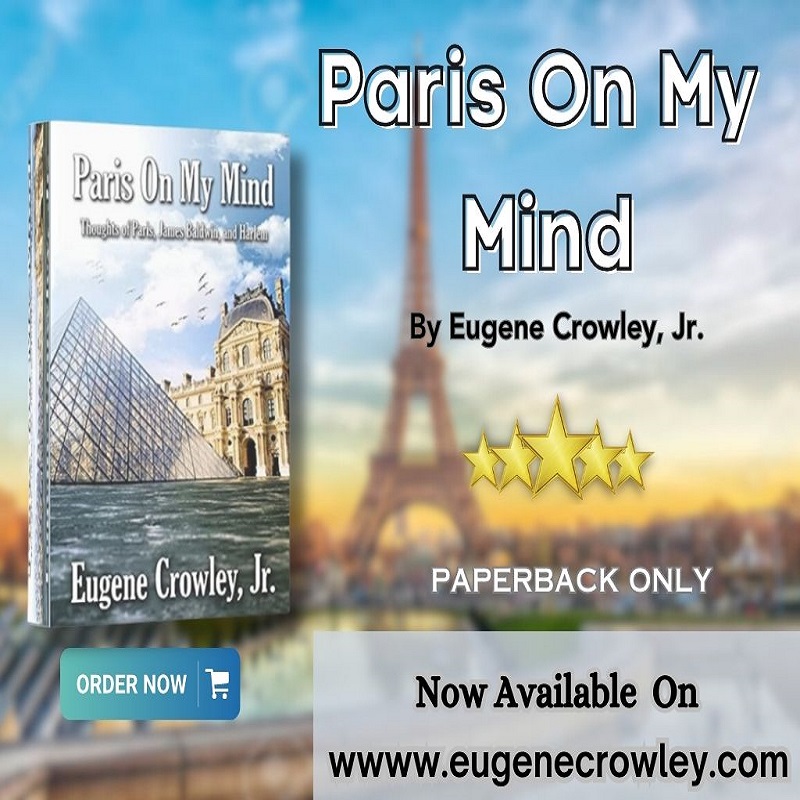 Paris On My
Mind
By Eugene Crowley, Jr.
Paris On My Mind
Thoughts of Paris, James Baldwin, and Harlem
Eugene Crowley, Jr.
PAPERBACK ONLY
ORDER NOW
Now Available On
www.eugenecrowley.com